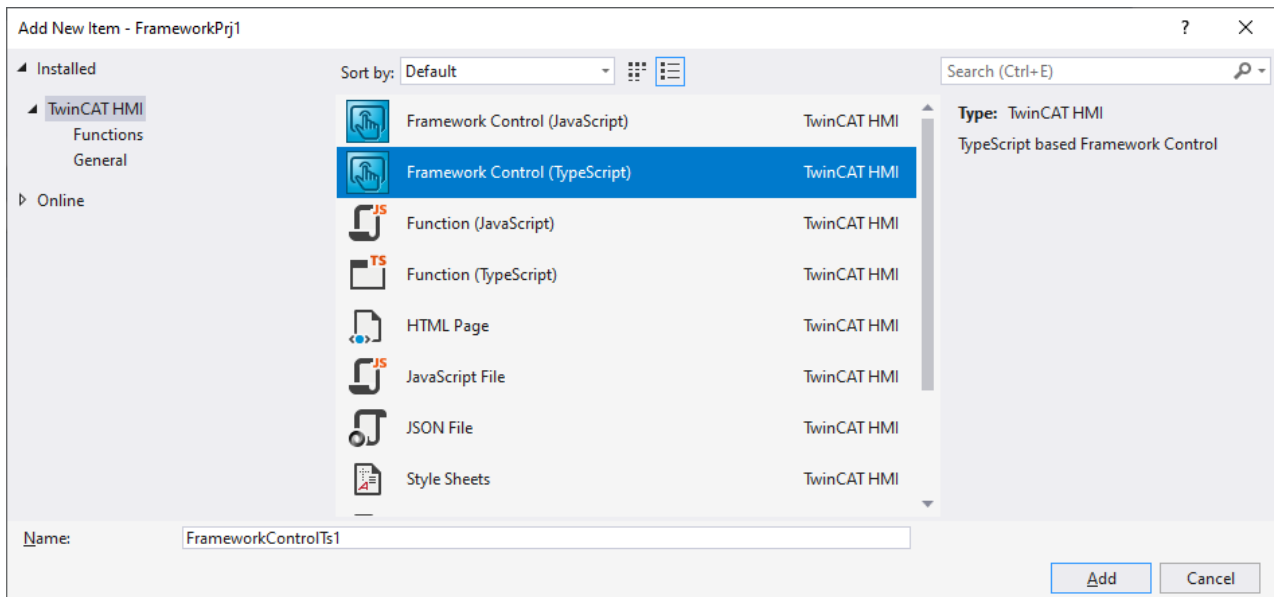 Add New Item - FrameworkPrj1
?
Installed
TwinCAT HMI
Functions
General
Online
Sort by: Default
Framework Control (JavaScript) TwinCAT HMI
Framework Control (TypeScript) TwinCAT HMI
JS
Function (JavaScript) TwinCAT HMI
TS
Function (TypeScript) TwinCAT HMI
HTML Page TwinCAT HMI
JS
JavaScript File TwinCAT HMI
JSON File TwinCAT HMI
A
Style Sheets TwinCAT HMI
Search (Ctrl+E)
Type: TwinCAT HMI
TypeScript based Framework Control
Name: FrameworkControlTs1
Add Cancel